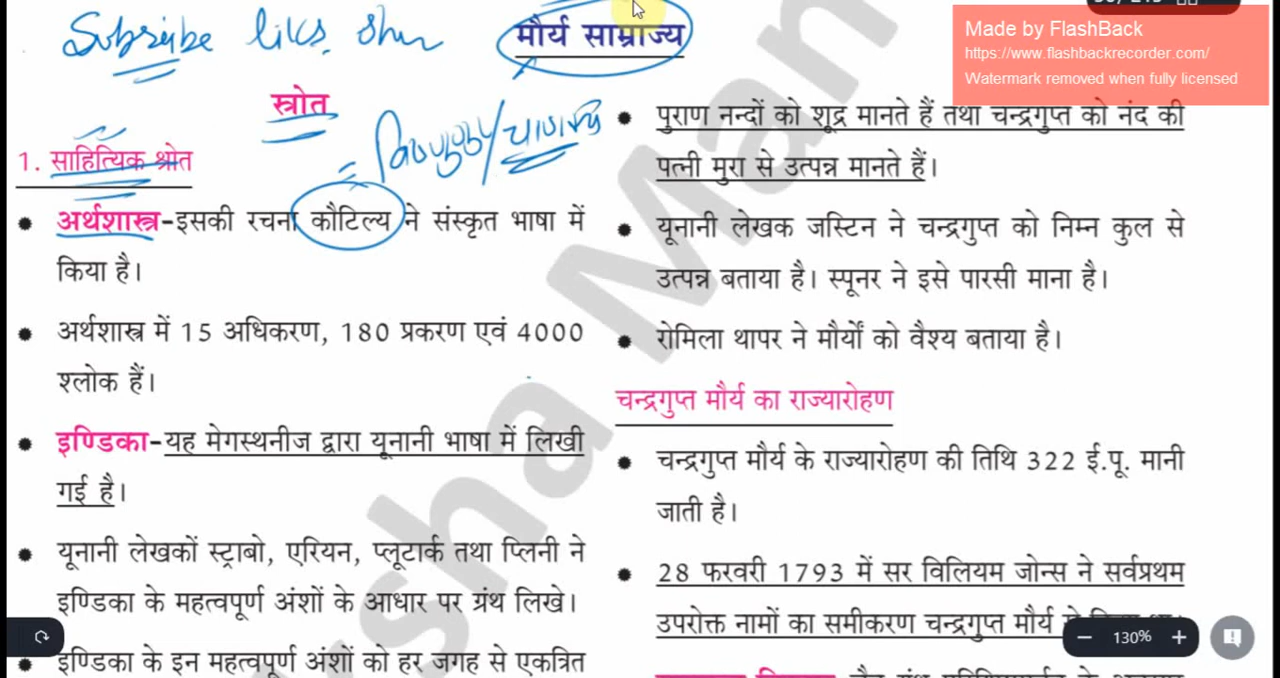 Subscribe like, Shar
मौर्य साम्राज्य
स्त्रोत
1. साहित्यिक श्रोत
विष्णुगुप्त/चाणक्य
● अर्थशास्त्र-इसकी रचना कौटिल्य ने संस्कृत भाषा में
किया है।
● अर्थशास्त्र में 15 अधिकरण, 180 प्रकरण एवं 4000
श्लोक हैं।
● इण्डिका-यह मेगस्थनीज द्वारा यूनानी भाषा में लिखी
गई है।
● यूनानी लेखकों स्ट्राबो, एरियन, प्लूटार्क तथा प्लिनी ने
इण्डिका के महत्वपूर्ण अंशों के आधार पर ग्रंथ लिखे।
● इण्डिका के इन महत्वपूर्ण अंशों को हर जगह से एकत्रित
● पुराण नन्दों को शूद्र मानते हैं तथा चन्द्रगुप्त को नंद की
पत्नी मुरा से उत्पन्न मानते हैं।
● यूनानी लेखक जस्टिन ने चन्द्रगुप्त को निम्न कुल से
उत्पन्न बताया है। स्पूनर ने इसे पारसी माना है।
● रोमिला थापर ने मौर्यों को वैश्य बताया है।
चन्द्रगुप्त मौर्य का राज्यारोहण
● चन्द्रगुप्त मौर्य के राज्यारोहण की तिथि 322 ई.पू. मानी
जाती है।
● 28 फरवरी 1793 में सर विलियम जोन्स ने सर्वप्रथम
उपरोक्त नामों का समीकरण चन्द्रगुप्त मौर्य
Made by FlashBack
https://www.flashbackrecorder.com/
Watermark removed when fully licensed
130%